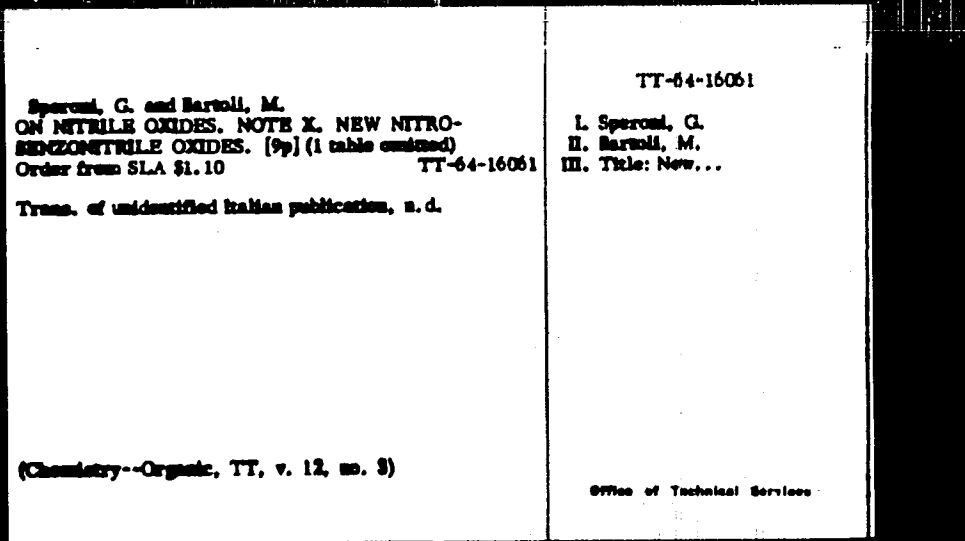 Speroni, G. and Bartoli, M.
ON NITRILE OXIDES. NOTE X. NEW NITRO-
BENZONITRILE OXIDES. [9p] (1 table omitted)
Order from SLA $1.10 TT-64-16061
Trans. of unidentified Italian publication, n.d.
(Chemistry--Organic, TT, v. 12, no. 8)
TT-64-16061
I. Speroni, G.
II. Bartoli, M.
III. Title: New...
Office of Technical Services